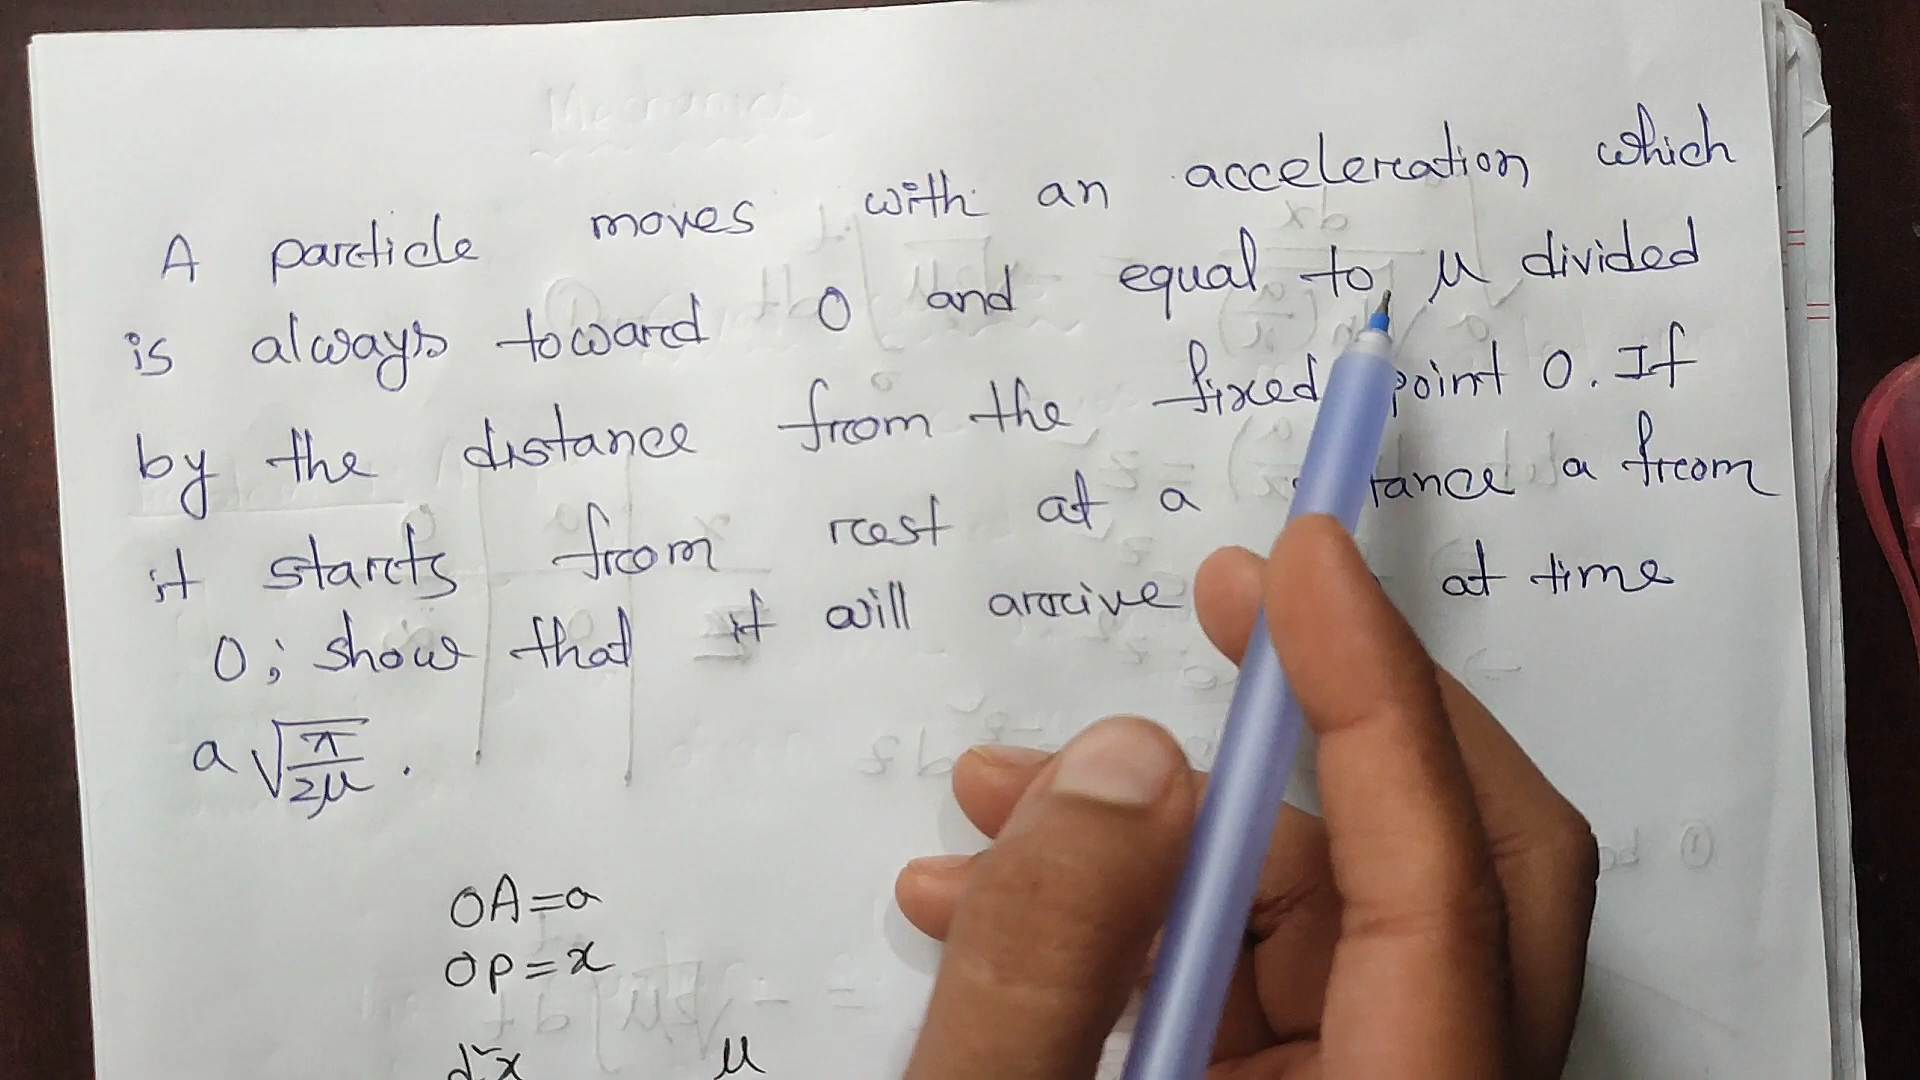 A particle moves with an acceleration which
is always toward O and equal to μ divided
by the distance from the fixed point O. If
it starts from rest at a a from
O; show that it will arrive at time
a √(π/2μ).
OA = a
OP = x
d²x μ